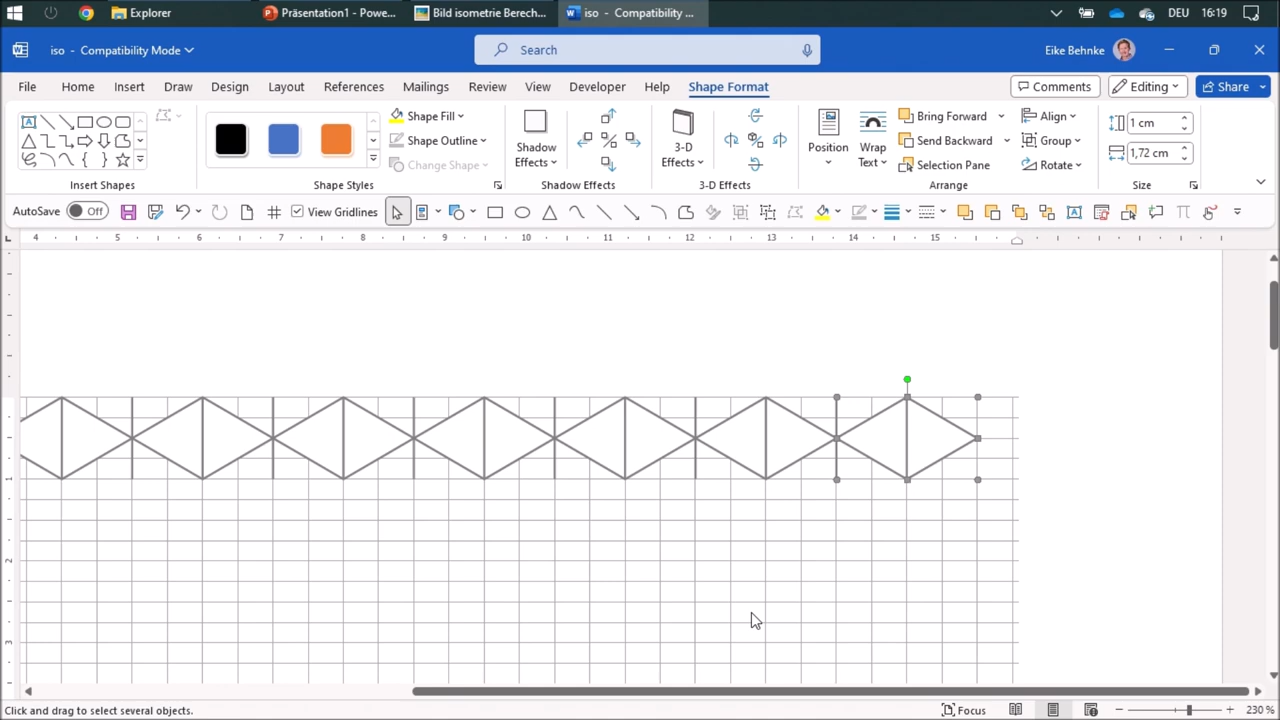 Explorer
Präsentation1 - Powe...
Bild isometrie Berech...
iso - Compatibility ...
DEU
16:19
iso - Compatibility Mode
Search
Eike Behnke
File Home Insert Draw Design Layout References Mailings Review View Developer Help Shape Format
Comments
Editing
Share
Shape Fill
Shape Outline
Change Shape
Shadow Effects
3-D Effects
Position
Wrap Text
Bring Forward
Send Backward
Selection Pane
Align
Group
Rotate
1 cm
1,72 cm
Insert Shapes
Shape Styles
Shadow Effects
3-D Effects
Arrange
Size
AutoSave Off
View Gridlines
4 5 6 7 8 9 10 11 12 13 14 15
1
2
3
Click and drag to select several objects.
Focus
230 %